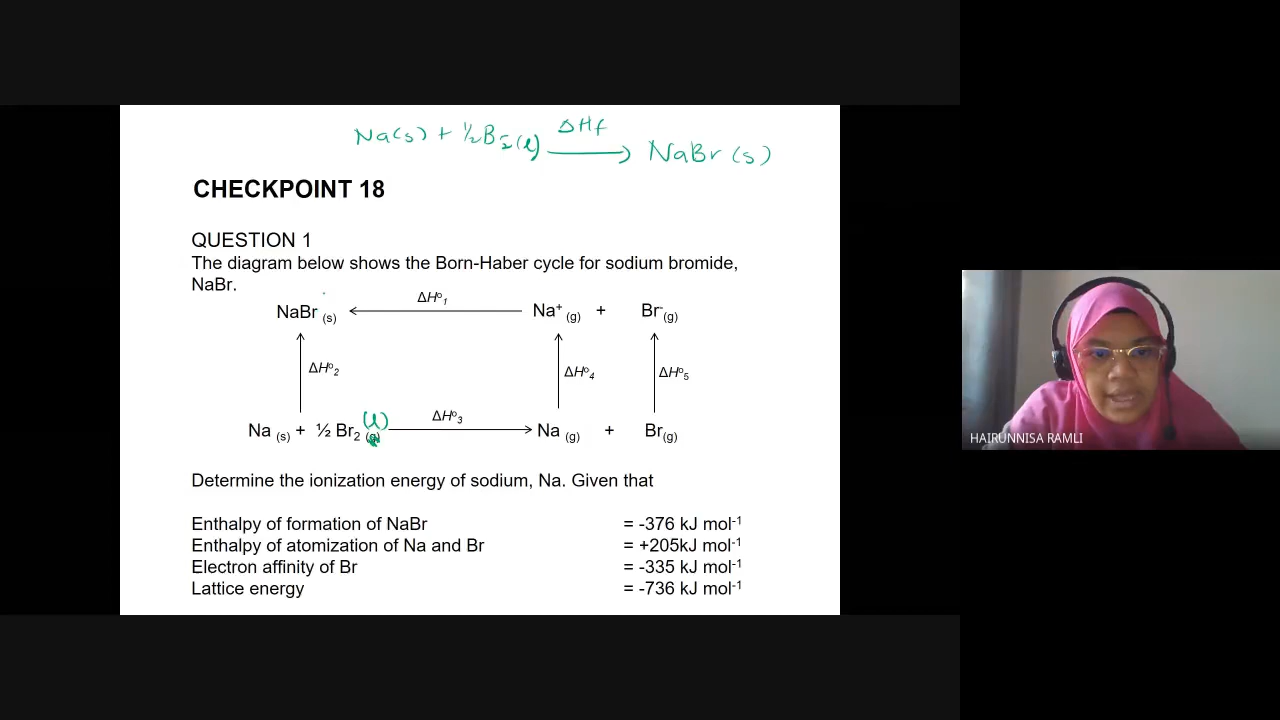 Na(s) + ½Br2(l) ΔHf → NaBr(s)
CHECKPOINT 18
QUESTION 1
The diagram below shows the Born-Haber cycle for sodium bromide,
NaBr.
ΔH°1
NaBr (s) ← Na+ (g) + Br-(g)
ΔH°2 ΔH°4 ΔH°5
(l)
ΔH°3
Na (s) + ½ Br2 (g) → Na (g) + Br(g)
Determine the ionization energy of sodium, Na. Given that
Enthalpy of formation of NaBr = -376 kJ mol-1
Enthalpy of atomization of Na and Br = +205kJ mol-1
Electron affinity of Br = -335 kJ mol-1
Lattice energy = -736 kJ mol-1
HAIRUNNISA RAMLI